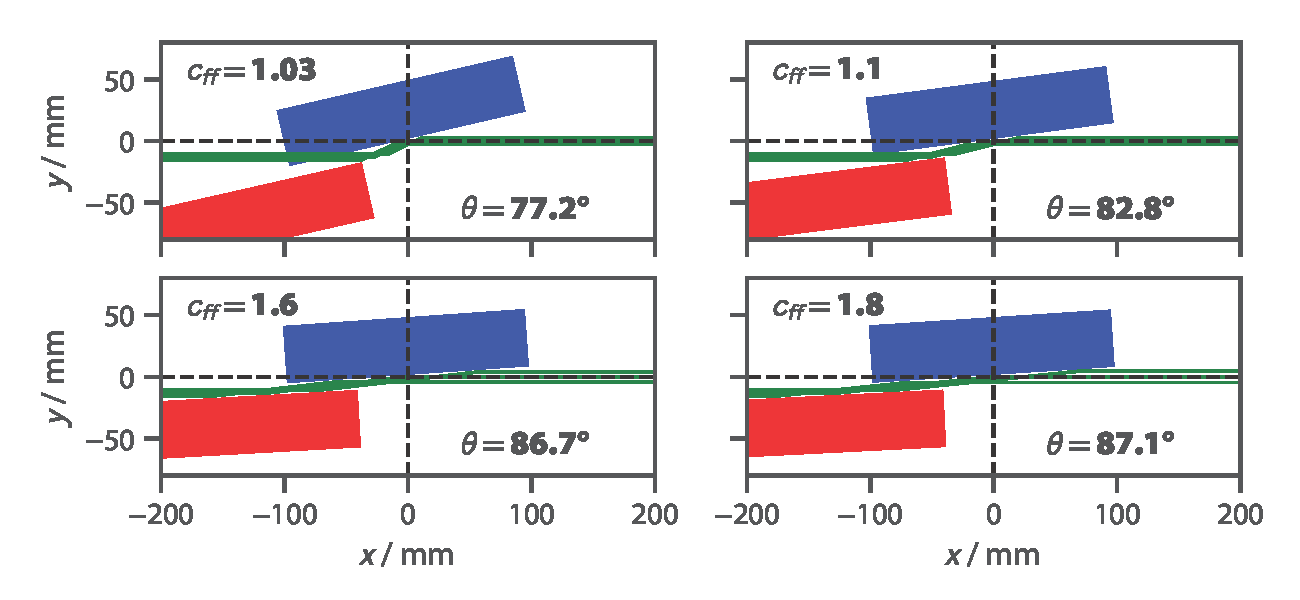 c_ff = 1.03
c_ff = 1.1
50
0
−50
y / mm
θ = 77.2°
θ = 82.8°
c_ff = 1.6
c_ff = 1.8
50
0
−50
y / mm
θ = 86.7°
θ = 87.1°
−200 −100 0 100 200
−200 −100 0 100 200
x / mm
x / mm